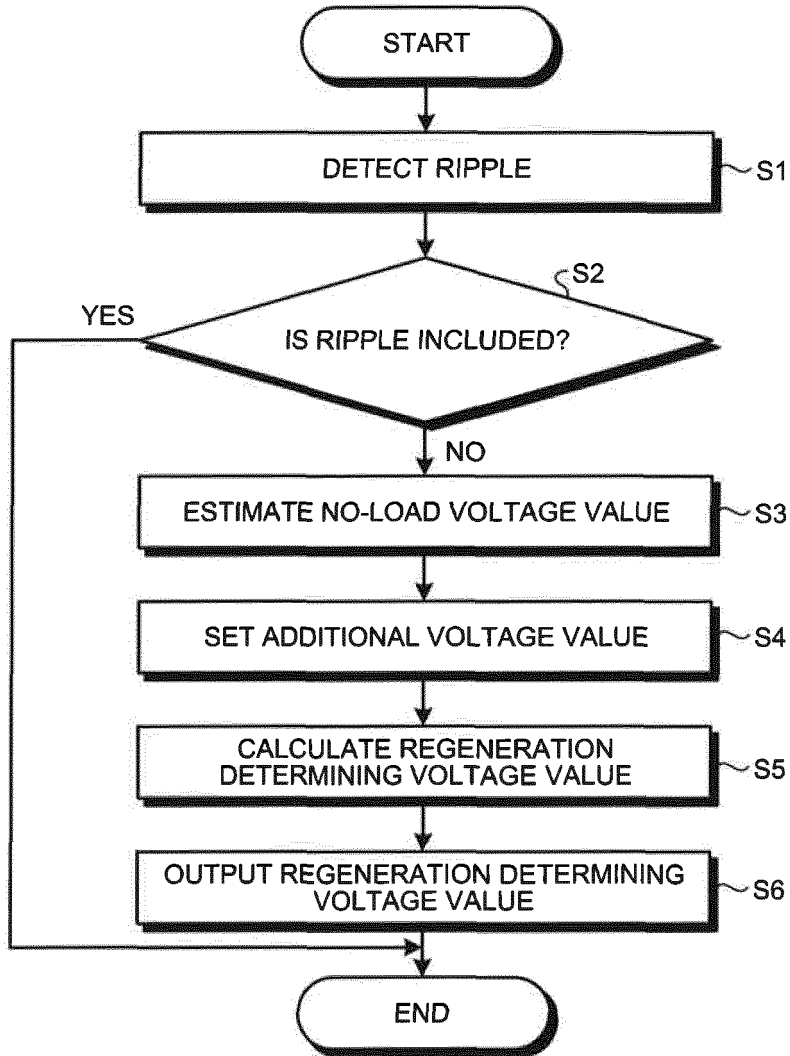 START
DETECT RIPPLE
S1
S2
YES
IS RIPPLE INCLUDED?
NO
ESTIMATE NO-LOAD VOLTAGE VALUE
S3
SET ADDITIONAL VOLTAGE VALUE
S4
CALCULATE REGENERATION
DETERMINING VOLTAGE VALUE
S5
OUTPUT REGENERATION DETERMINING
VOLTAGE VALUE
S6
END